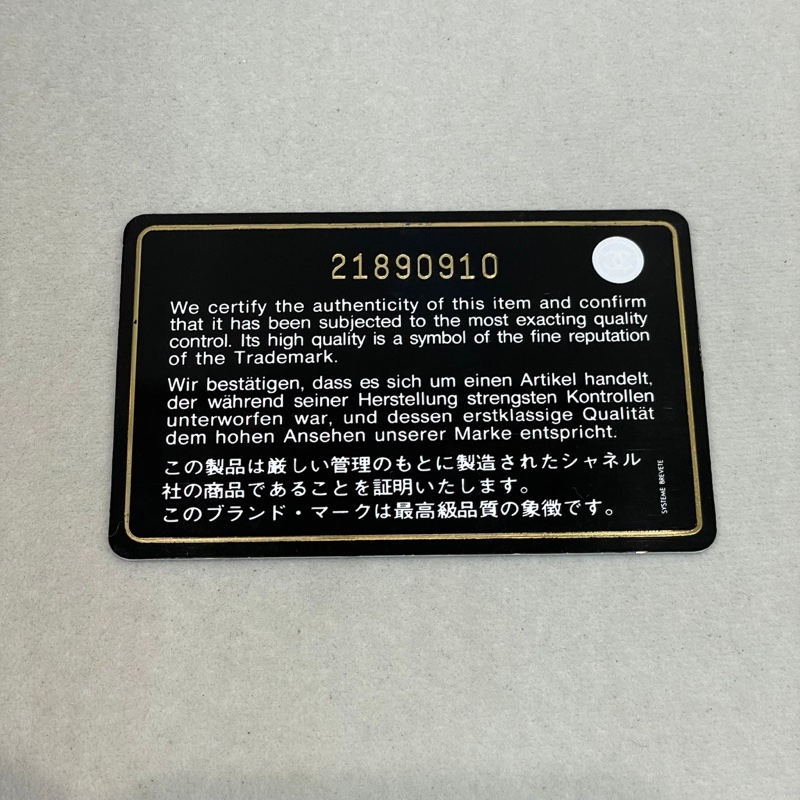 21890910
We certify the authenticity of this item and confirm
that it has been subjected to the most exacting quality
control. Its high quality is a symbol of the fine reputation
of the Trademark.
Wir bestätigen, dass es sich um einen Artikel handelt,
der während seiner Herstellung strengsten Kontrollen
unterworfen war, und dessen erstklassige Qualität
dem hohen Ansehen unserer Marke entspricht.
この製品は厳しい管理のもとに製造されたシャネル
社の商品であることを証明いたします。
このブランド・マークは最高級品質の象徴です。
SYSTEME BREVETE